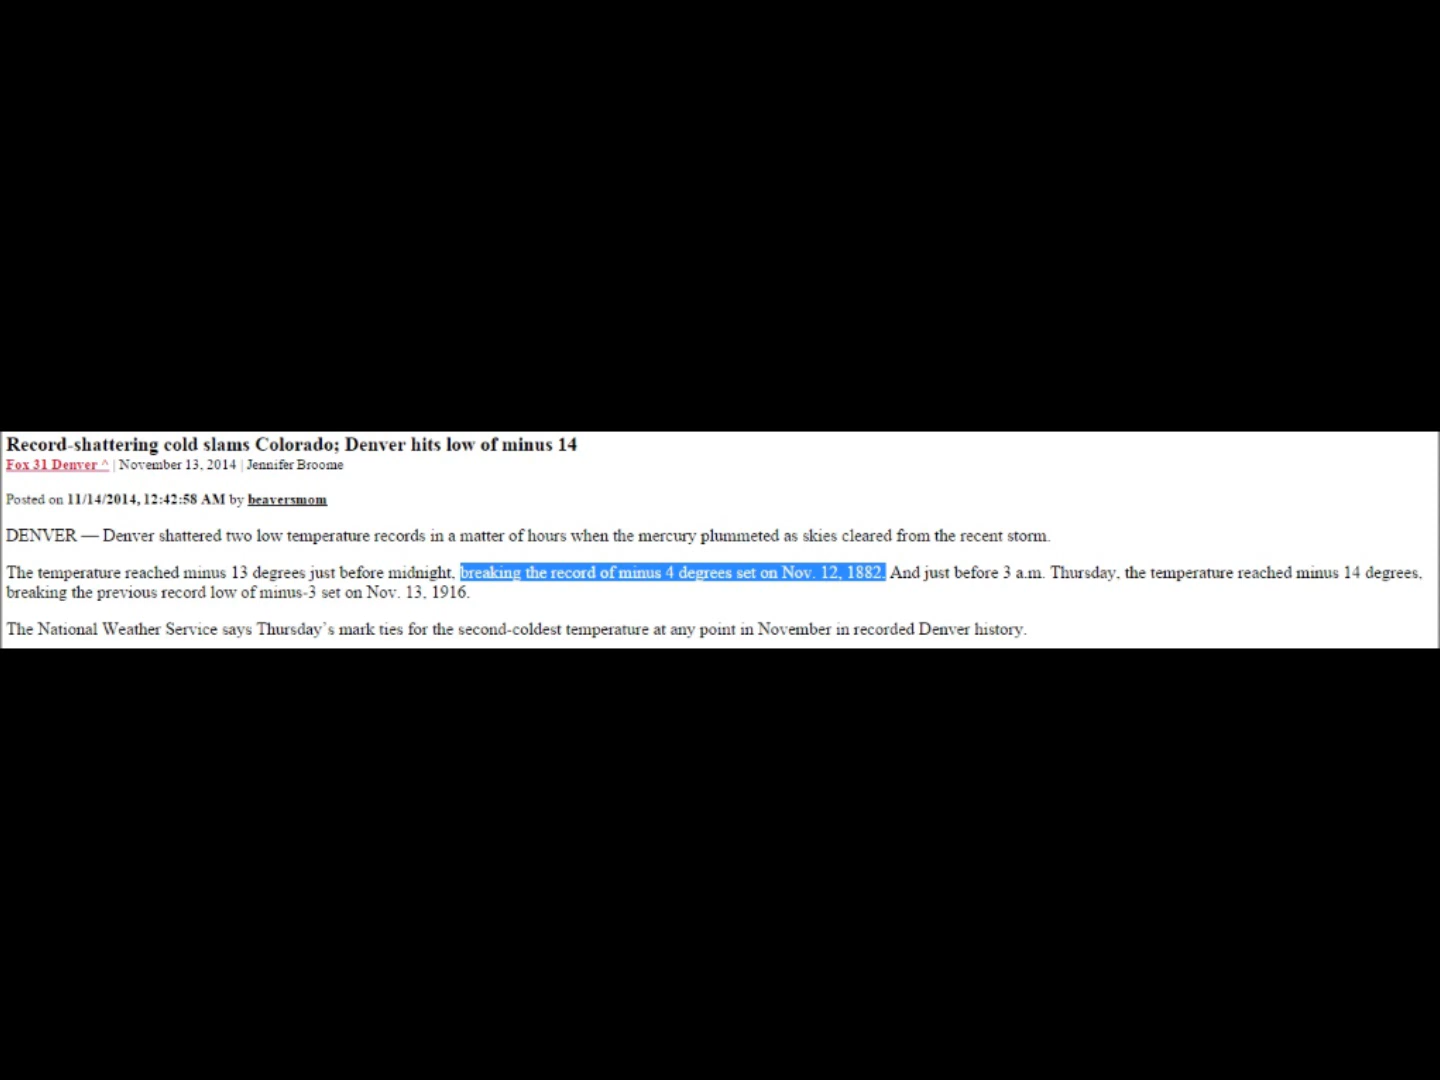 Record-shattering cold slams Colorado; Denver hits low of minus 14
Fox 31 Denver ^ | November 13, 2014 | Jennifer Broome
Posted on 11/14/2014, 12:42:58 AM by beaversmom
DENVER — Denver shattered two low temperature records in a matter of hours when the mercury plummeted as skies cleared from the recent storm.
The temperature reached minus 13 degrees just before midnight, breaking the record of minus 4 degrees set on Nov. 12, 1882. And just before 3 a.m. Thursday, the temperature reached minus 14 degrees,
breaking the previous record low of minus-3 set on Nov. 13, 1916.
The National Weather Service says Thursday's mark ties for the second-coldest temperature at any point in November in recorded Denver history.